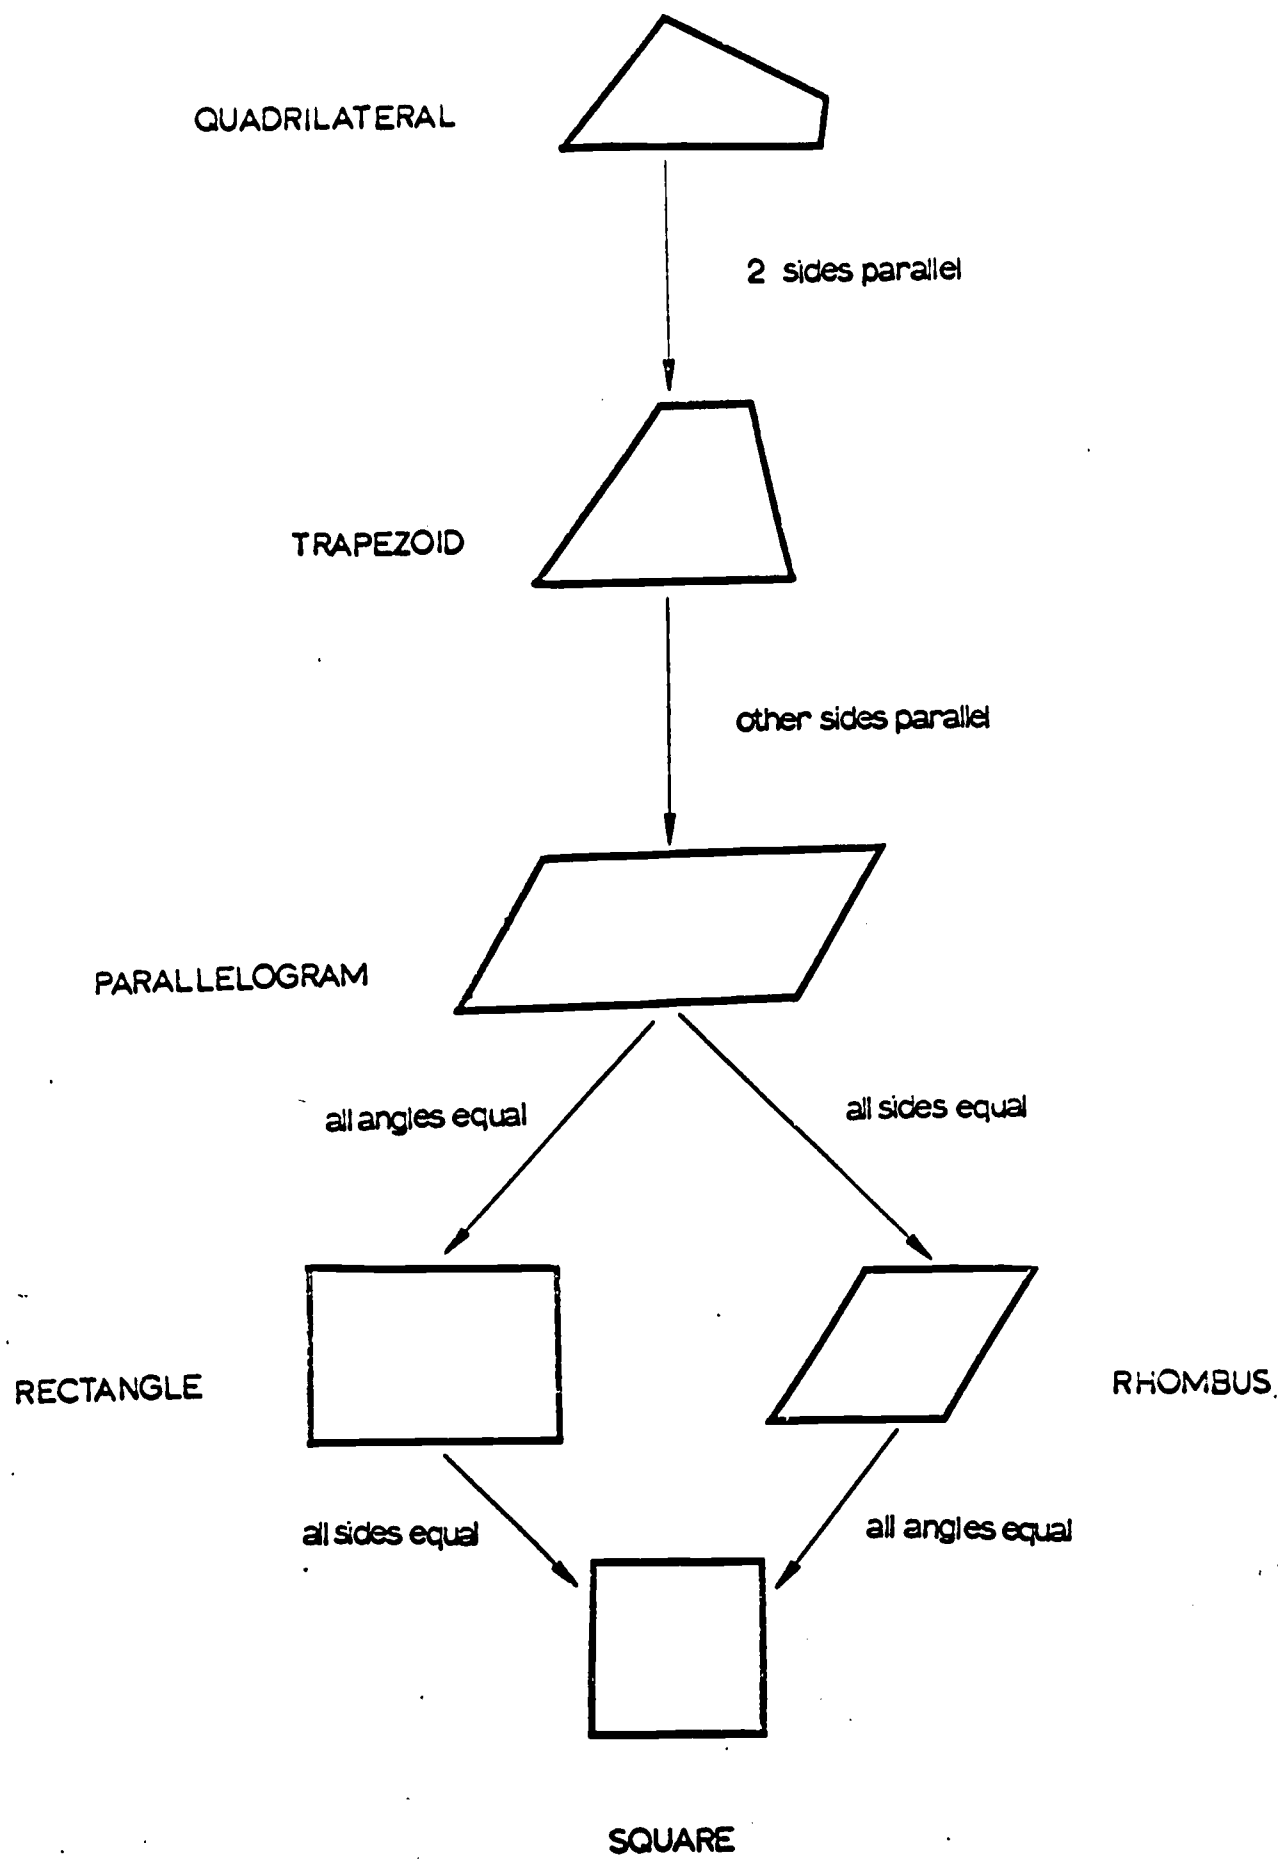 QUADRILATERAL
2 sides parallel
TRAPEZOID
other sides parallel
PARALLELOGRAM
all angles equal
all sides equal
RECTANGLE
RHOMBUS
all sides equal
all angles equal
SQUARE